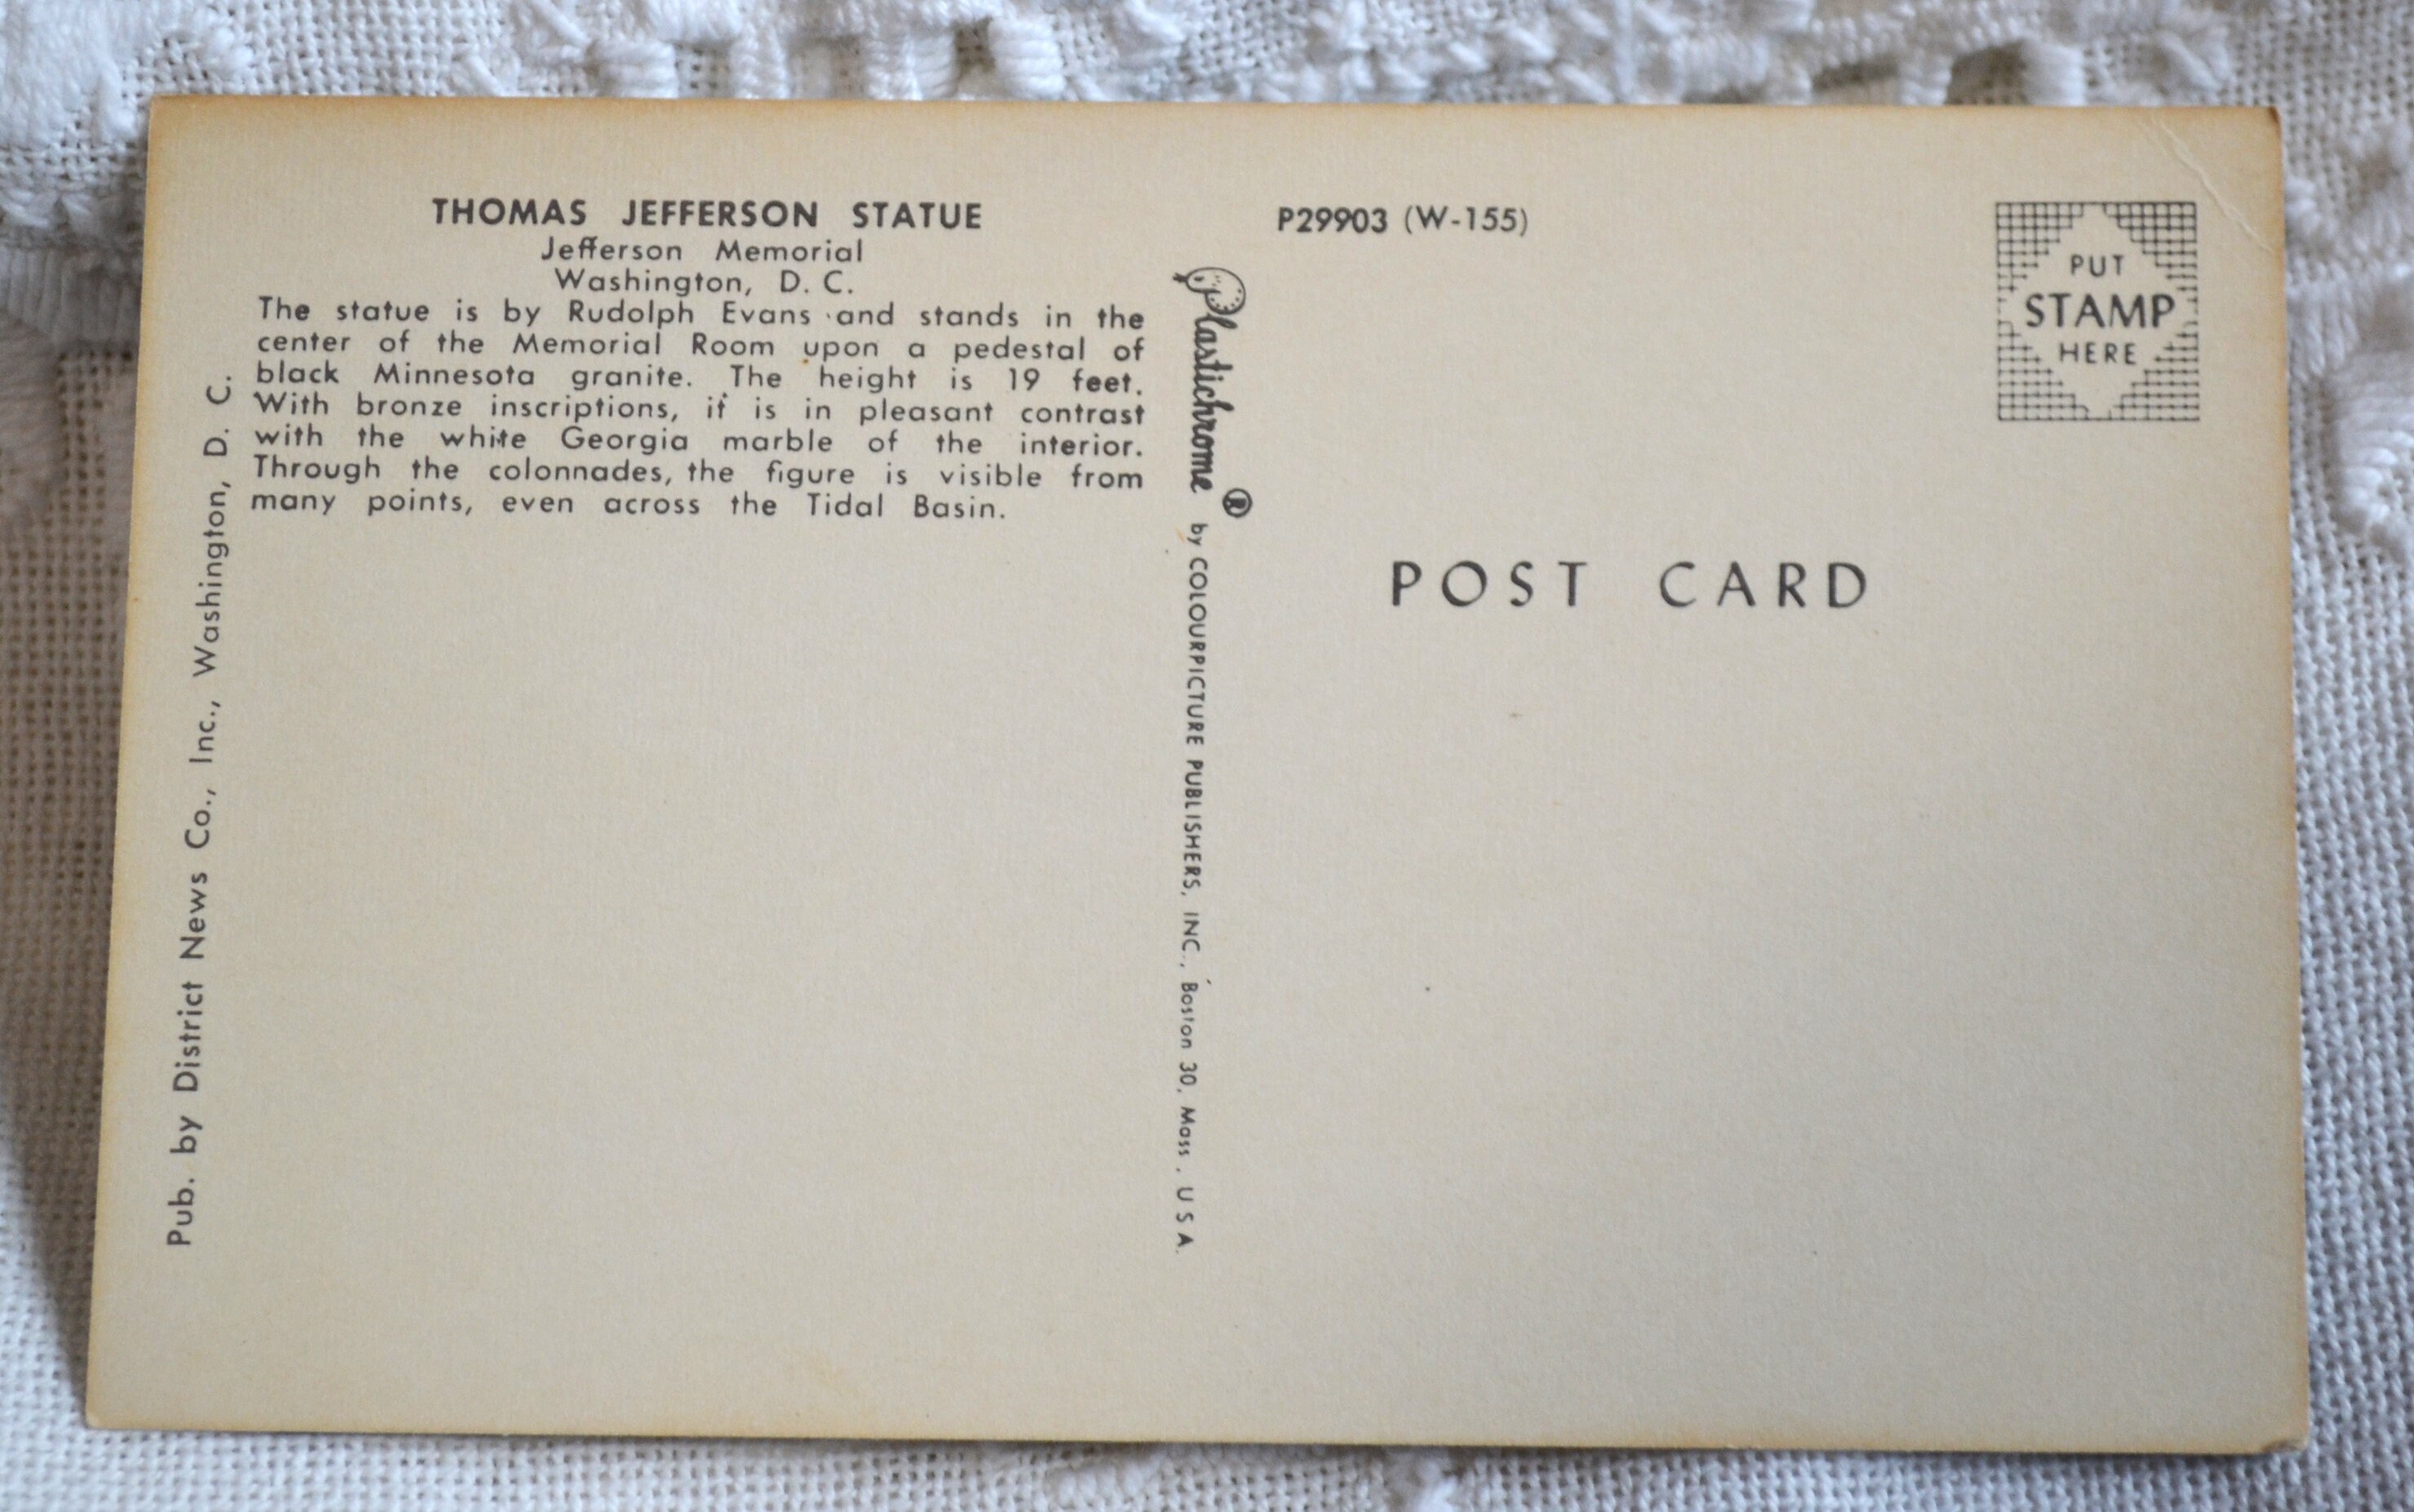 THOMAS JEFFERSON STATUE
Jefferson Memorial
Washington, D. C.
The statue is by Rudolph Evans and stands in the
center of the Memorial Room upon a pedestal of
black Minnesota granite. The height is 19 feet.
With bronze inscriptions, it is in pleasant contrast
with the white Georgia marble of the interior.
Through the colonnades, the figure is visible from
many points, even across the Tidal Basin.
Pub. by District News Co., Inc., Washington, D. C.
Plastichrome ® by COLOURPICTURE PUBLISHERS, INC., Boston 30, Mass., U S A.
P29903 (W-155)
PUT
STAMP
HERE
POST CARD